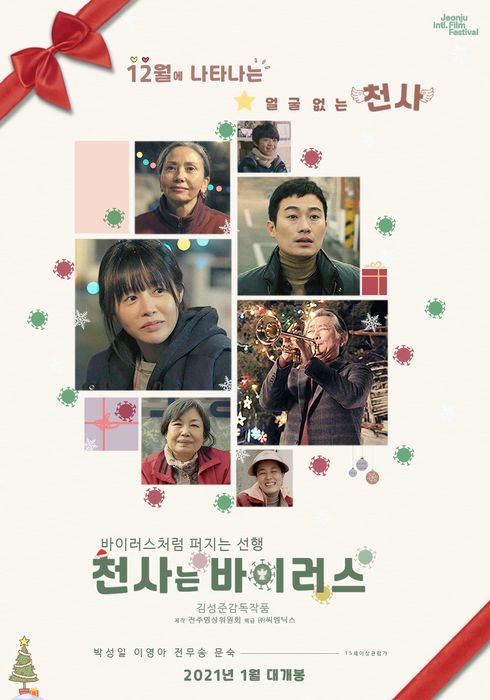 Jeonju
Intl. Film
Festival
12월에 나타나는
얼굴 없는 천사
바이러스처럼 퍼지는 선행
천사는 바이러스
김성준감독작품
제작 전주영상위원회 배급 ㈜씨엠닉스
박성일 이영아 전무송 문숙
15세이상관람가
2021년 1월 대개봉